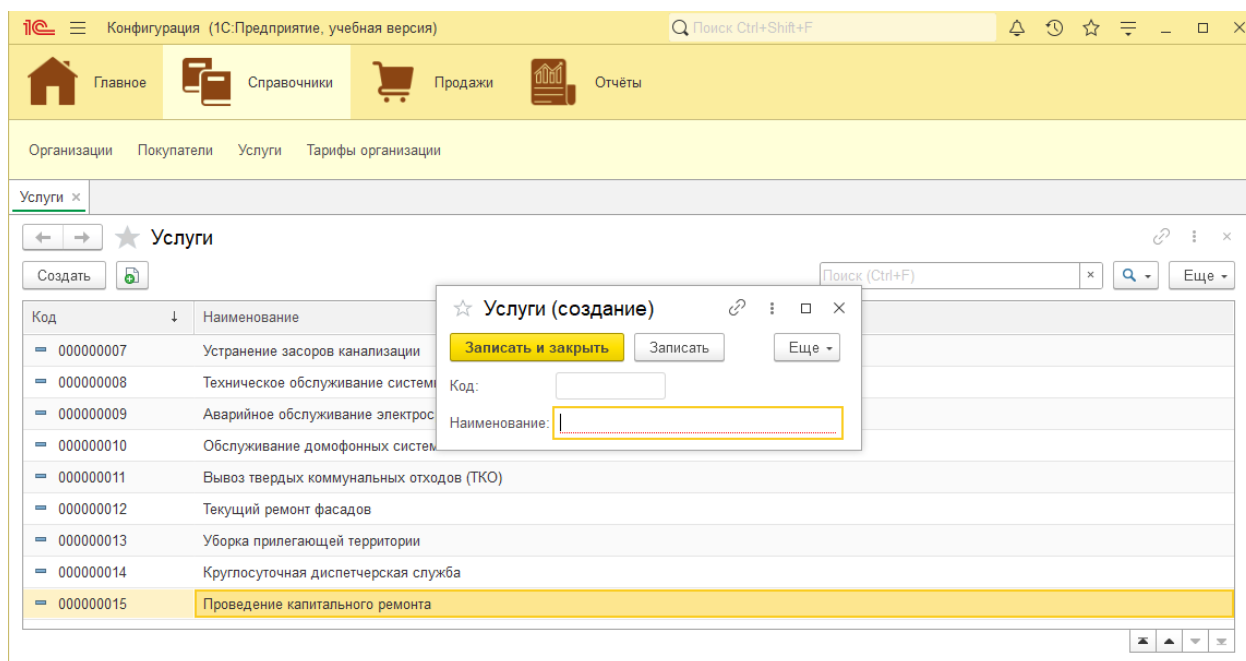 1С Конфигурация (1С:Предприятие, учебная версия) Поиск Ctrl+Shift+F
Главное Справочники Продажи Отчёты
Организации Покупатели Услуги Тарифы организации
Услуги
Услуги
Создать Поиск (Ctrl+F) Еще
Код Наименование
000000007 Устранение засоров канализации
000000008 Техническое обслуживание систем
000000009 Аварийное обслуживание электрос
000000010 Обслуживание домофонных систем
000000011 Вывоз твердых коммунальных отходов (ТКО)
000000012 Текущий ремонт фасадов
000000013 Уборка прилегающей территории
000000014 Круглосуточная диспетчерская служба
000000015 Проведение капитального ремонта
Услуги (создание)
Записать и закрыть Записать Еще
Код:
Наименование: